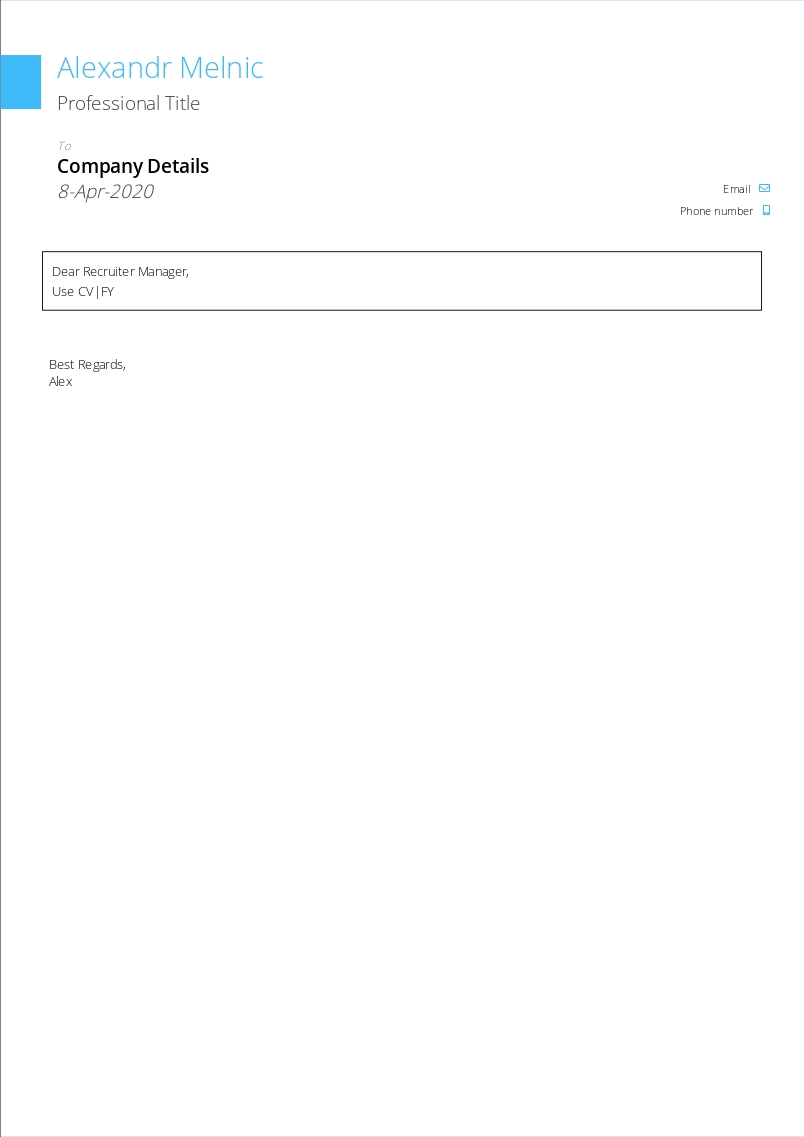 Alexandr Melnic
Professional Title
To
Company Details
8-Apr-2020
Email
Phone number
Dear Recruiter Manager,
Use CV|FY
Best Regards,
Alex